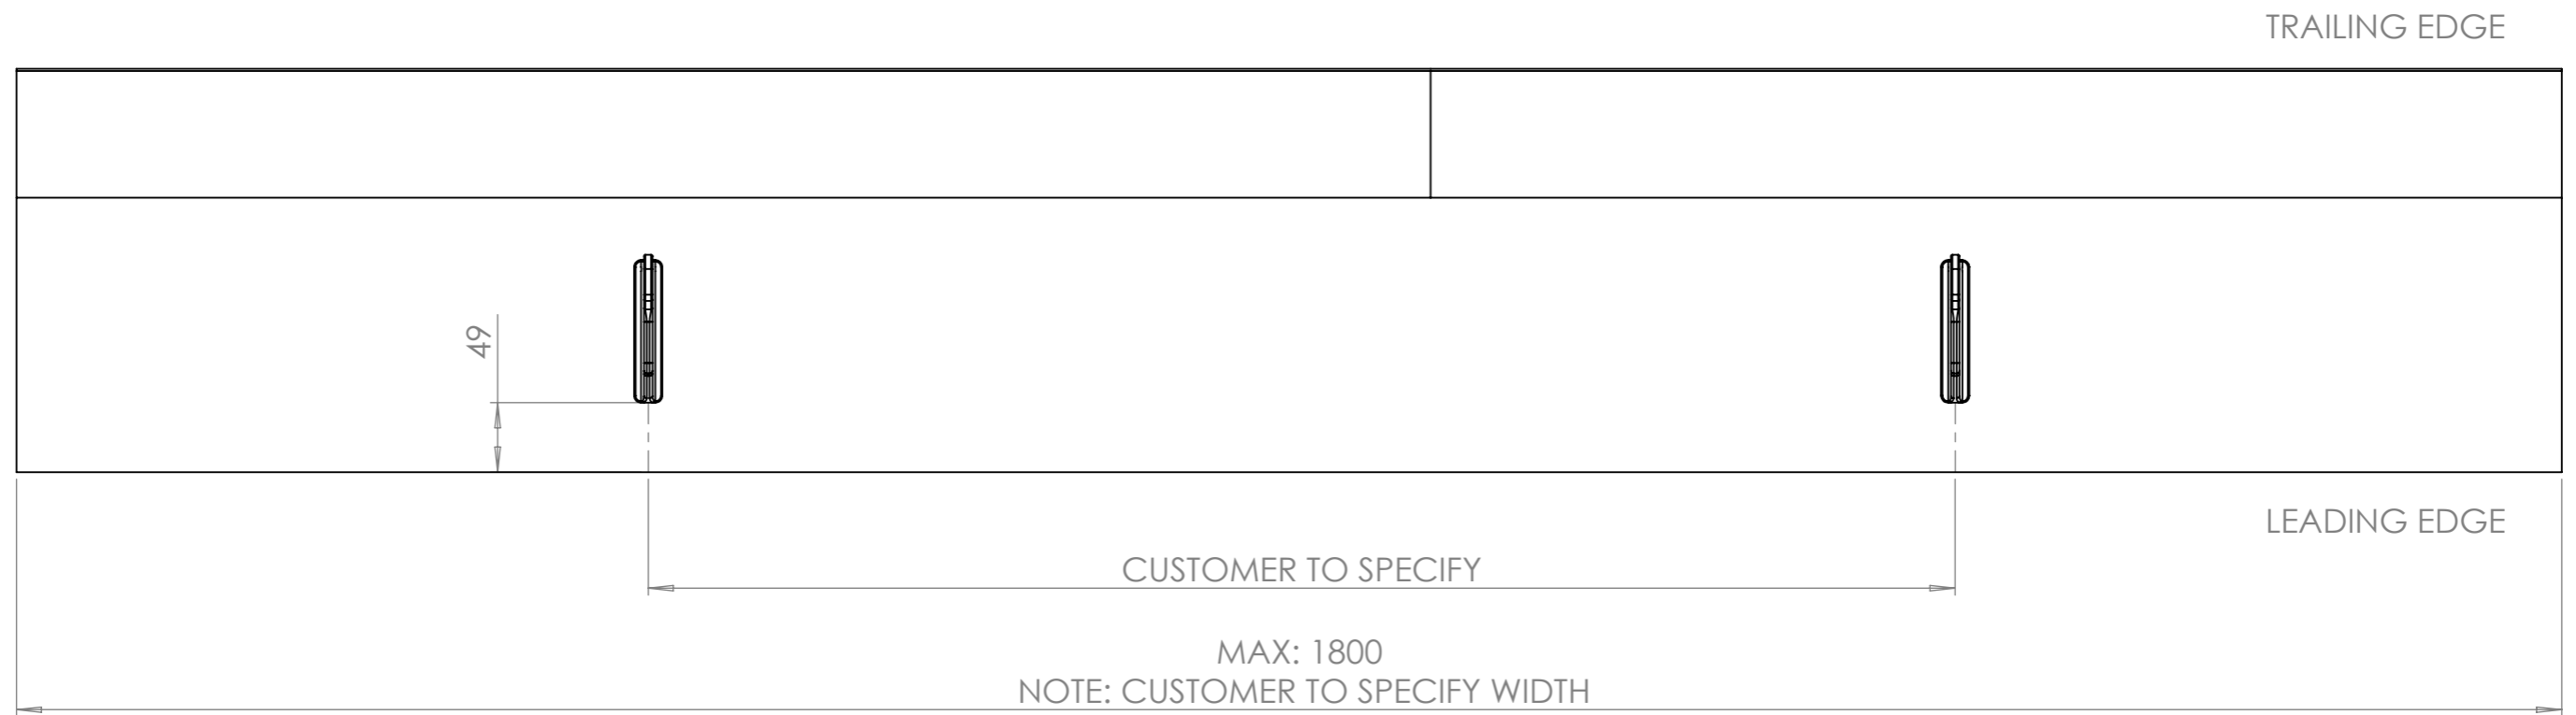 TRAILING EDGE
49
LEADING EDGE
CUSTOMER TO SPECIFY
MAX: 1800
NOTE: CUSTOMER TO SPECIFY WIDTH